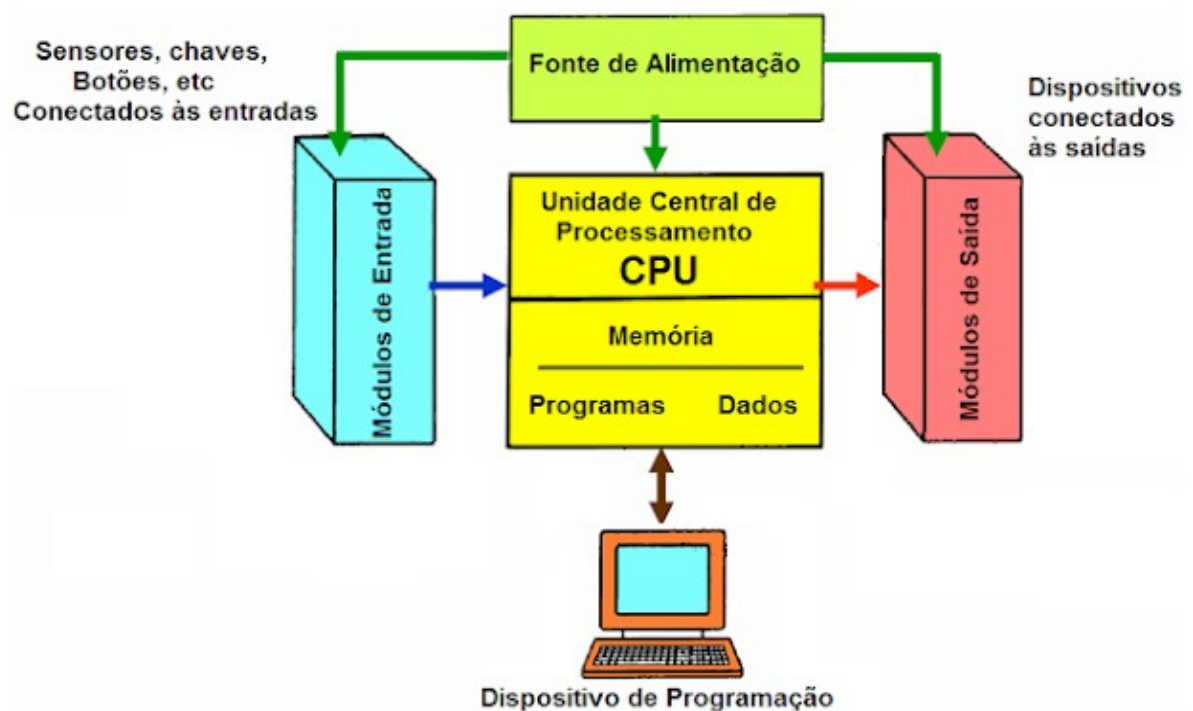 Sensores, chaves,
Botões, etc
Conectados às entradas
Fonte de Alimentação
Dispositivos
conectados
às saídas
Módulos de Entrada
Unidade Central de
Processamento
CPU
Memória
Programas Dados
Módulos de Saída
Dispositivo de Programação